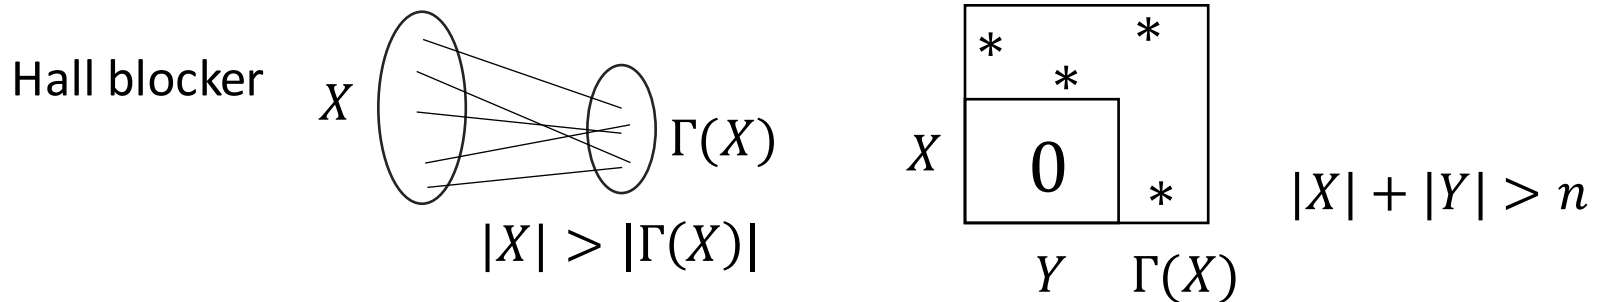 Hall blocker
X
Γ(X)
|X| > |Γ(X)|
* *
*
X
0
*
|X| + |Y| > n
Y Γ(X)